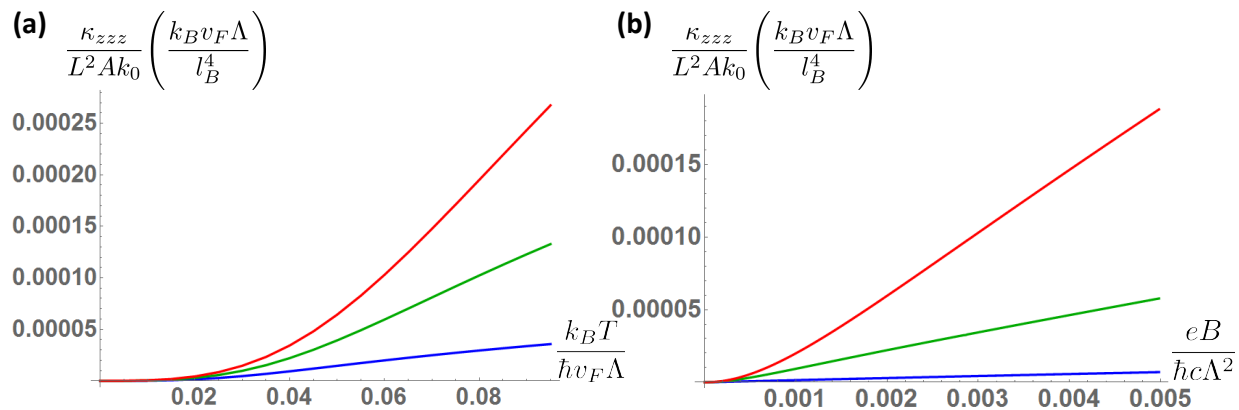 (a)
κ_zzz / L²Ak₀ (k_B v_F Λ / l_B⁴)
0.00025
0.00020
0.00015
0.00010
0.00005
0.02 0.04 0.06 0.08
k_B T / ħv_F Λ
(b)
κ_zzz / L²Ak₀ (k_B v_F Λ / l_B⁴)
0.00015
0.00010
0.00005
0.001 0.002 0.003 0.004 0.005
eB / ħcΛ²